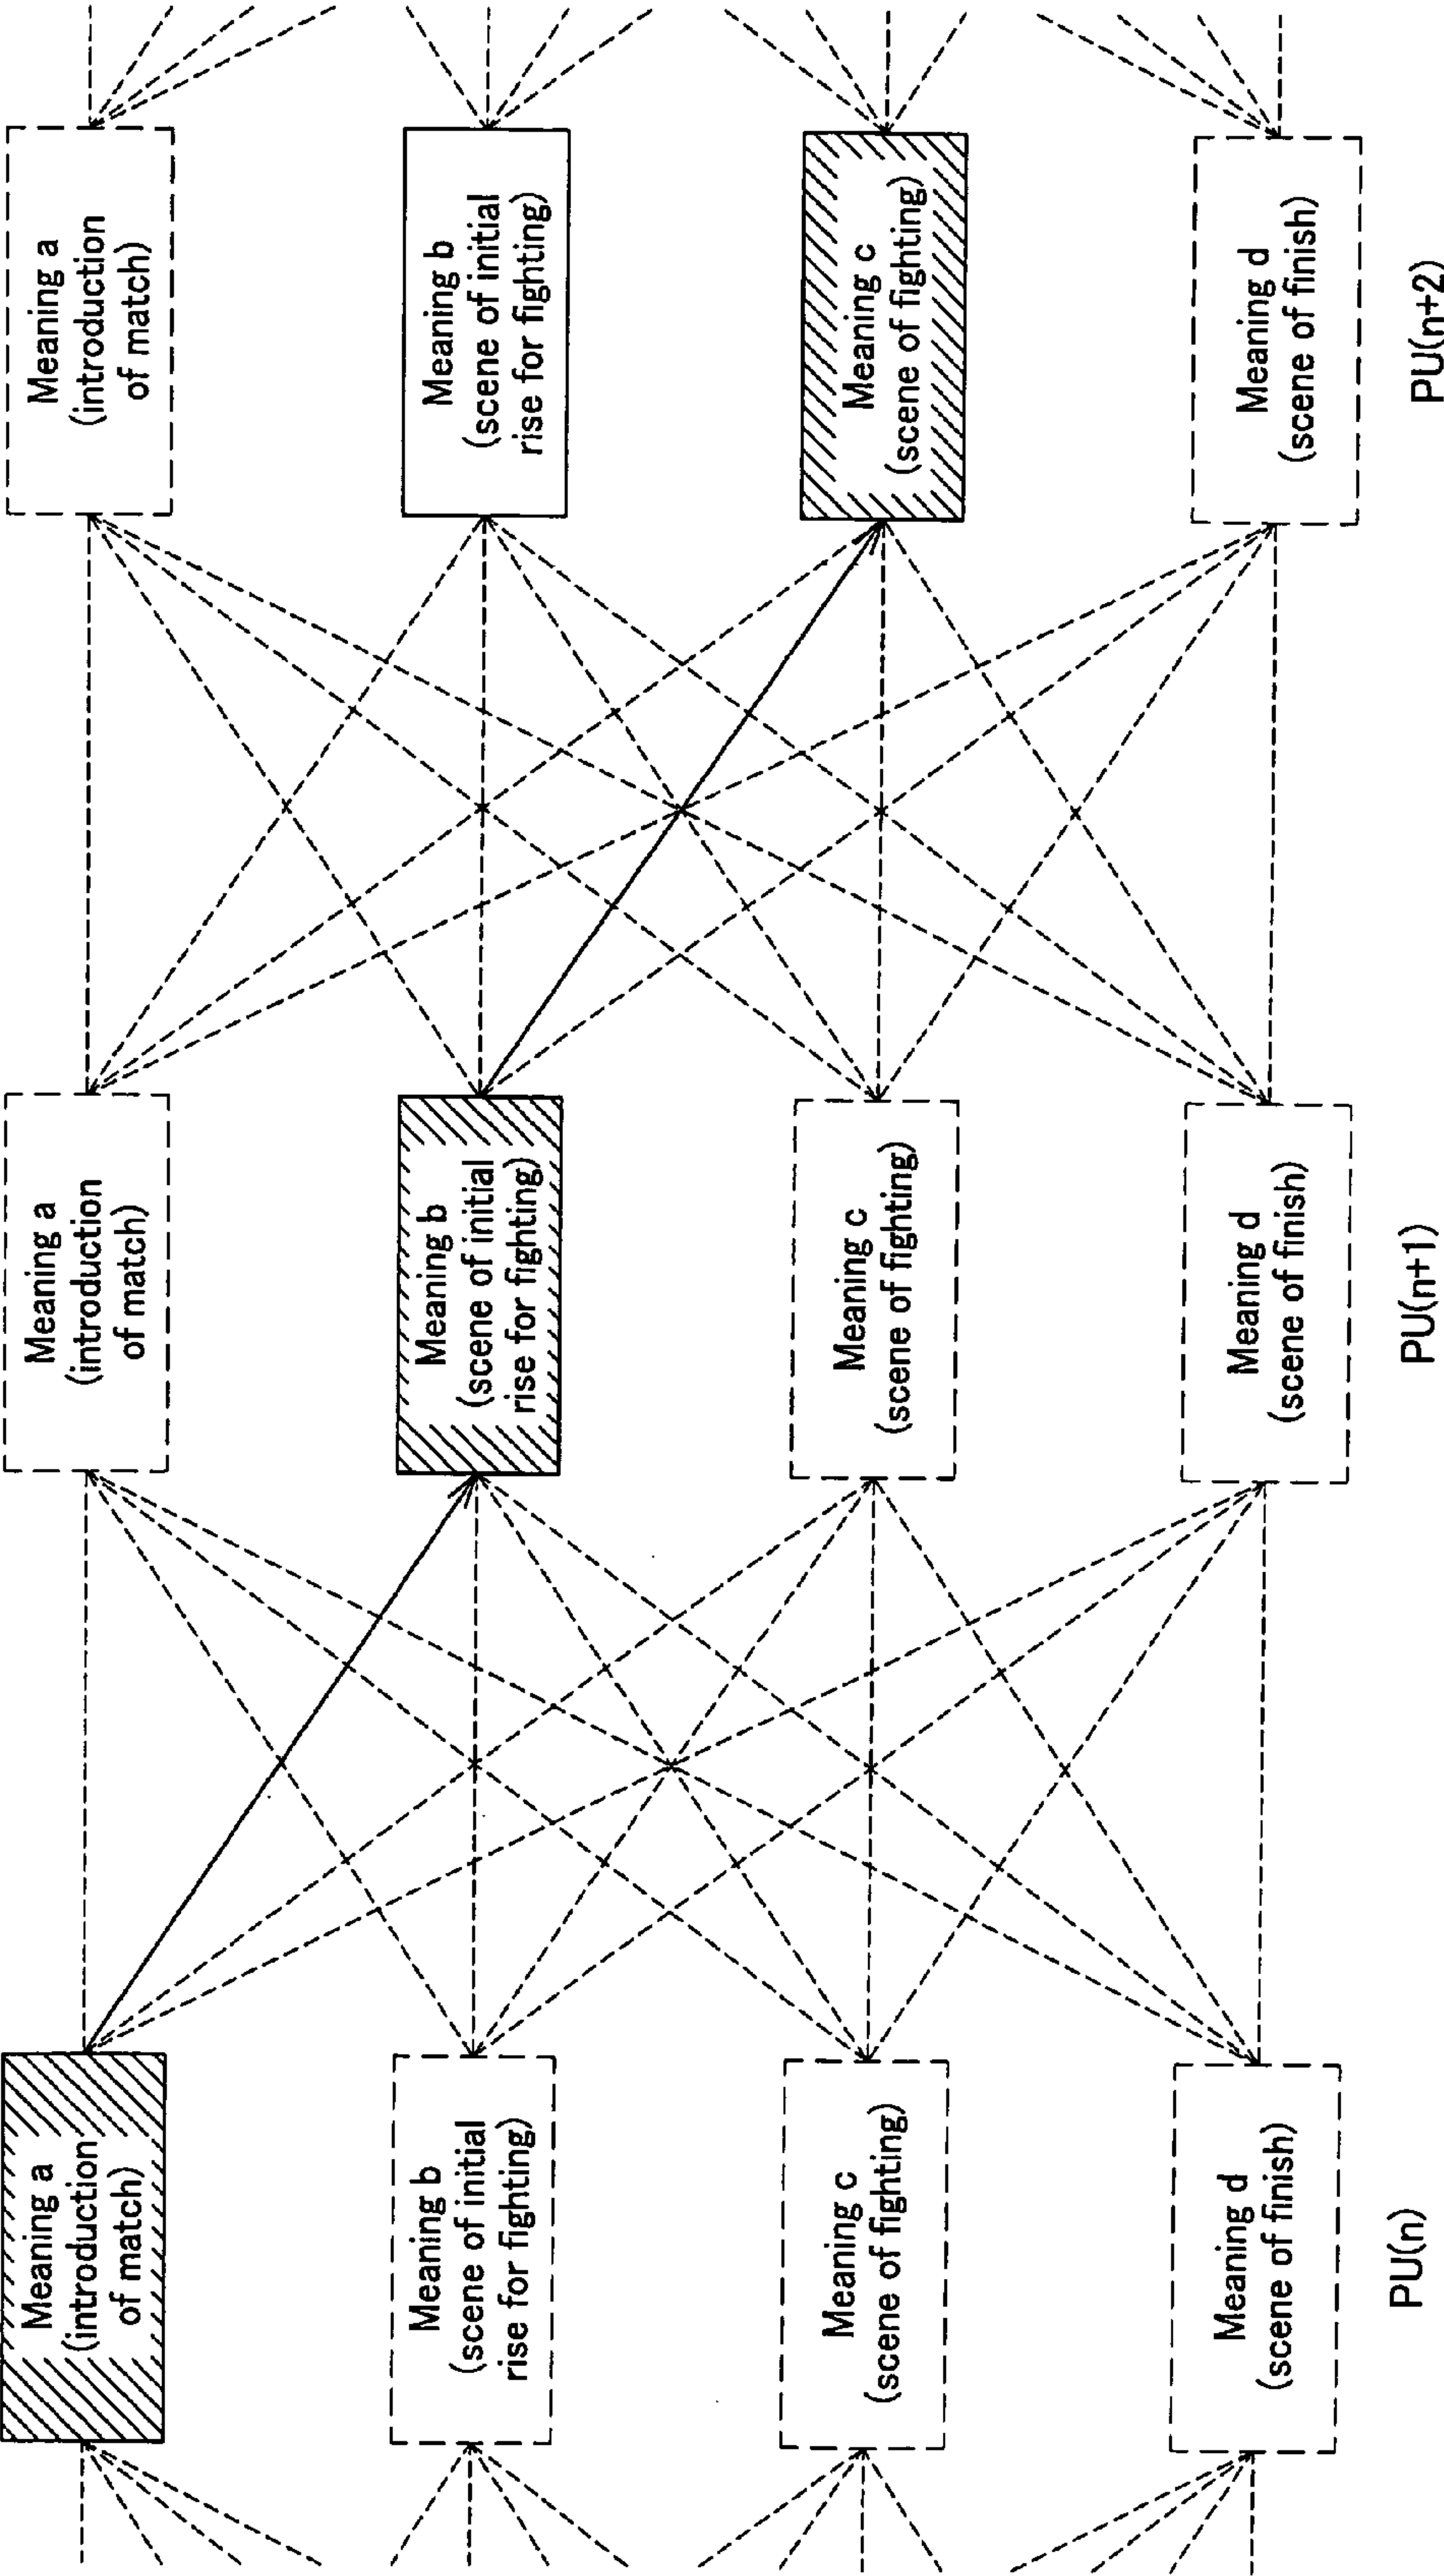 Meaning a
(introduction
of match)
Meaning b
(scene of initial
rise for fighting)
Meaning c
(scene of fighting)
Meaning d
(scene of finish)
PU(n)
Meaning a
(introduction
of match)
Meaning b
(scene of initial
rise for fighting)
Meaning c
(scene of fighting)
Meaning d
(scene of finish)
PU(n+1)
Meaning a
(introduction
of match)
Meaning b
(scene of initial
rise for fighting)
Meaning c
(scene of fighting)
Meaning d
(scene of finish)
PU(n+2)